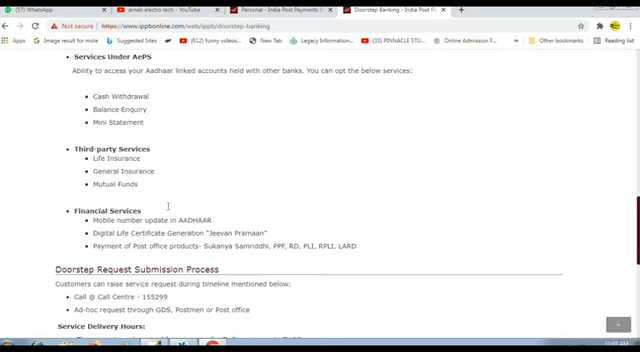 (57) WhatsApp
arnab electro tech - YouTube
Personal - India Post Payments B
Doorstep Banking - India Post P
Not secure | https://www.ippbonline.com/web/ippb/doorstep-banking
Apps
Image result for m...
Suggested Sites
(612) funny videos...
New Tab
Legacy Information...
(33) PINNACLE STU...
Online Admission F...
Other bookmarks
Reading list
Services Under AePS
Ability to access your Aadhaar linked accounts held with other banks. You can opt the below services:
Cash Withdrawal
Balance Enquiry
Mini Statement
Third-party Services
Life Insurance
General Insurance
Mutual Funds
Financial Services
Mobile number update in AADHAAR
Digital Life Certificate Generation "Jeevan Pramaan"
Payment of Post office products- Sukanya Samriddhi, PPF, RD, PLI, RPLI, LARD
Doorstep Request Submission Process
Customers can raise service request during timeline mentioned below:
Call @ Call Centre - 155299
Ad-hoc request through GDS, Postmen or Post office
Service Delivery Hours:
11:07 AM